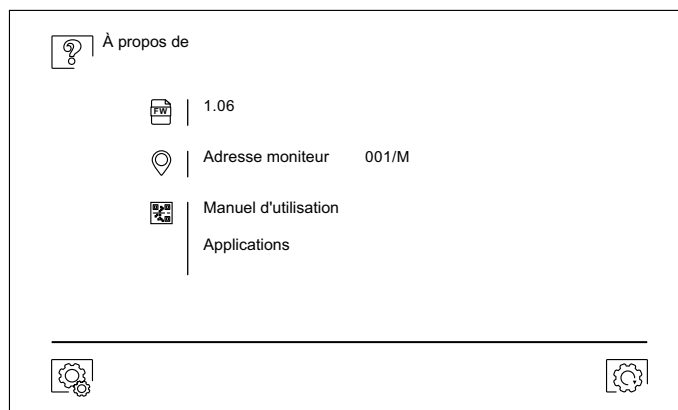 À propos de
FW
1.06
Adresse moniteur 001/M
Manuel d'utilisation
Applications